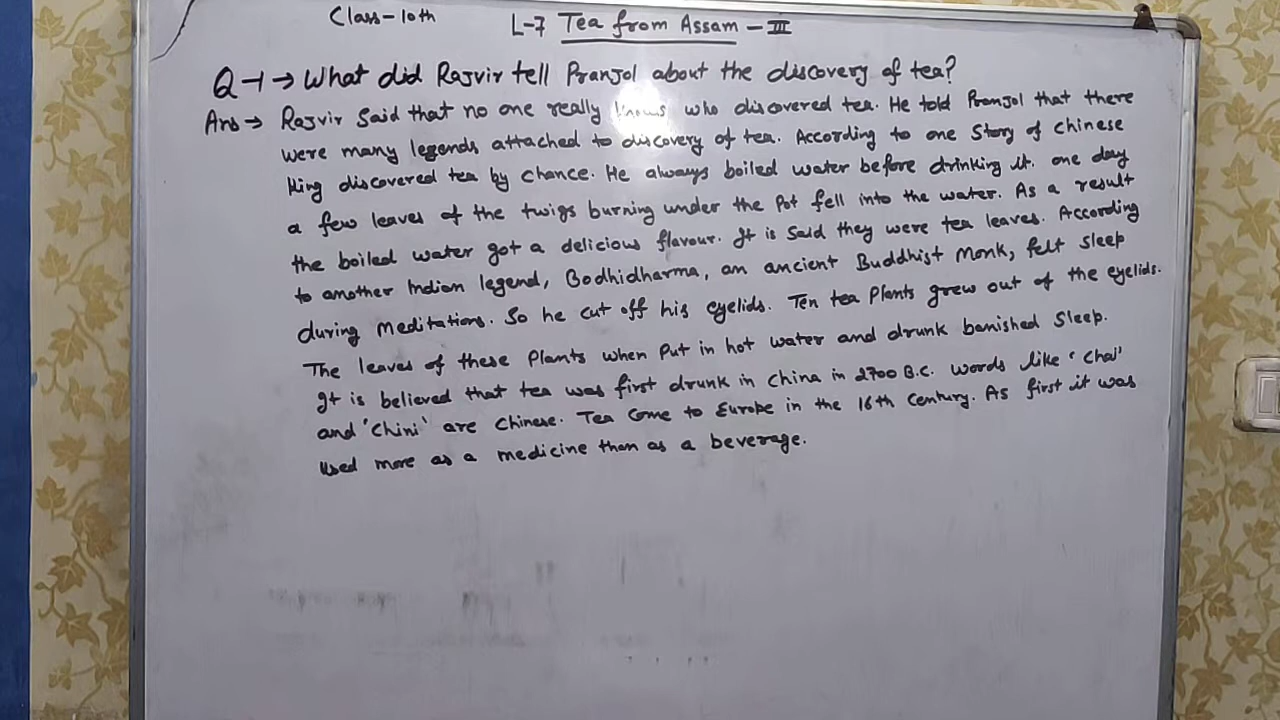 Class-10th L-7 Tea from Assam - III
Q-1 → What did Rajvir tell Pranjol about the discovery of tea?
Ans → Rajvir Said that no one really knows who discovered tea. He told Pranjol that there
were many legends attached to discovery of tea. According to one Story of Chinese
King discovered tea by chance. He always boiled water before drinking it. one day
a few leaves of the twigs burning under the Pot fell into the water. As a result
the boiled water got a delicious flavour. It is Said they were tea leaves. According
to another Indian legend, Bodhidharma, an ancient Buddhist Monk, felt sleep
during Meditations. So he cut off his eyelids. Ten tea Plants grew out of the eyelids.
The leaves of these Plants when Put in hot water and drunk banished Sleep.
It is believed that tea was first drunk in China in 2700 B.C. words like 'Chai'
and 'Chini' are Chinese. Tea Come to Europe in the 16th Century. As first it was
Used more as a medicine than as a beverage.